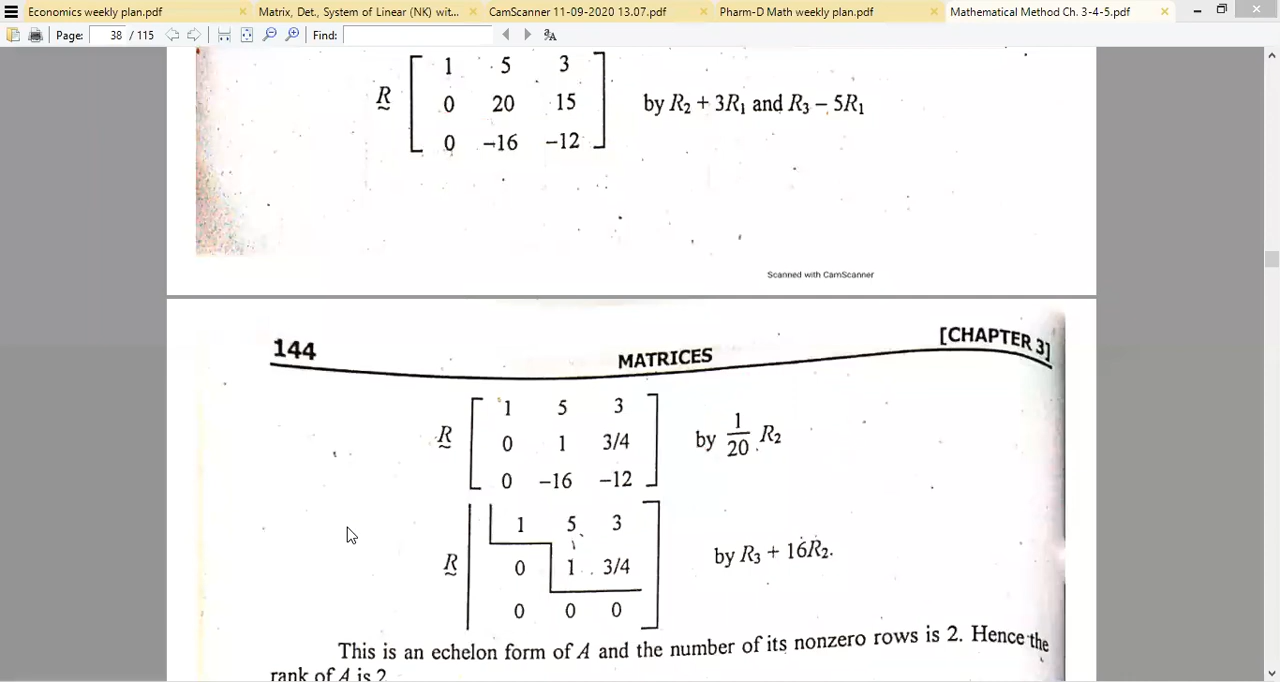 Economics weekly plan.pdf × Matrix, Det., System of Linear (NK) wit... × CamScanner 11-09-2020 13.07.pdf × Pharm-D Math weekly plan.pdf × Mathematical Method Ch. 3-4-5.pdf ×
Page: 38 / 115 Find:
1 5 3
R 0 20 15 by R₂ + 3R₁ and R₃ – 5R₁
0 –16 –12
Scanned with CamScanner
144 MATRICES [CHAPTER 3]
1 5 3
R 0 1 3/4 by 1/20 R₂
0 –16 –12
1 5 3
R 0 1 3/4 by R₃ + 16R₂.
0 0 0
This is an echelon form of A and the number of its nonzero rows is 2. Hence the
rank of A is 2